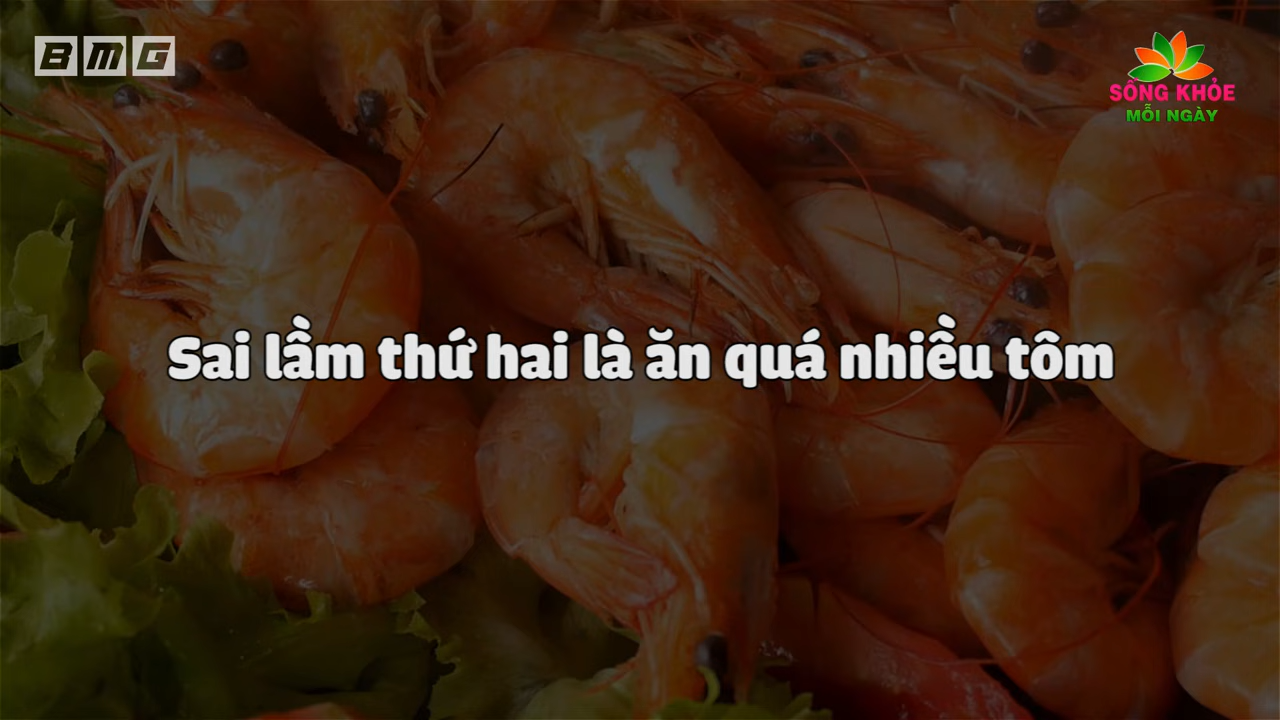 BMG
SỐNG KHỎE
MỖI NGÀY
Sai lầm thứ hai là ăn quá nhiều tôm